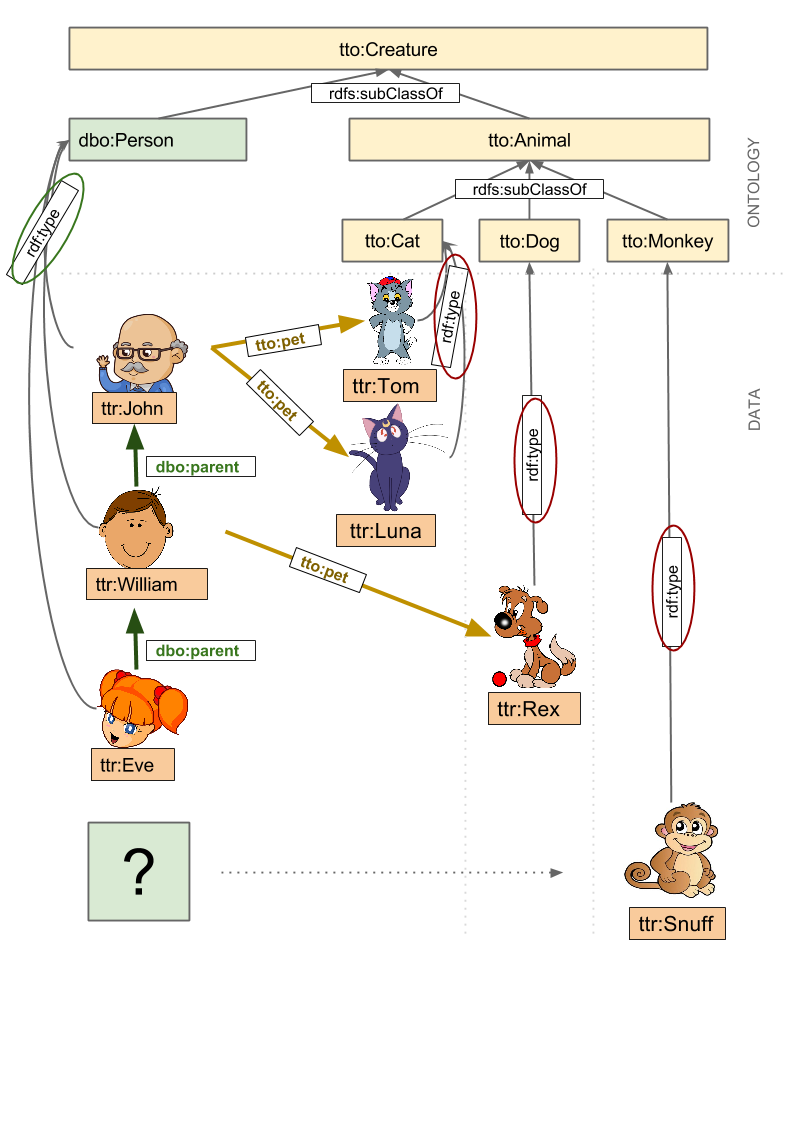 tto:Creature
rdfs:subClassOf
dbo:Person
tto:Animal
ONTOLOGY
rdfs:subClassOf
rdf:type
tto:Cat
tto:Dog
tto:Monkey
rdf:type
tto:pet
ttr:Tom
DATA
tto:pet
ttr:John
rdf:type
dbo:parent
ttr:Luna
tto:pet
rdf:type
ttr:William
dbo:parent
ttr:Rex
ttr:Eve
?
ttr:Snuff